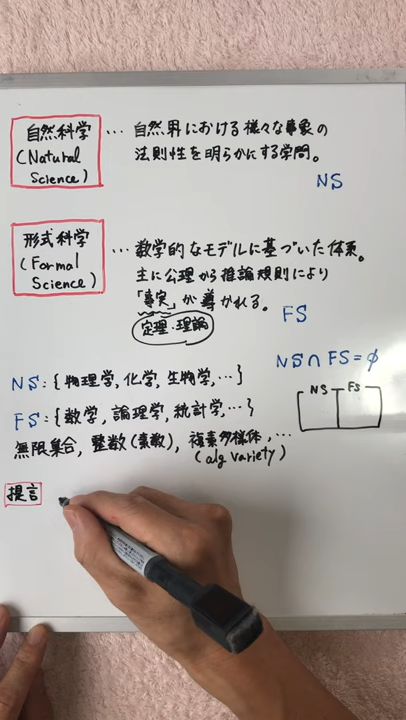 自然科学
(Natural
Science)
… 自然界における様々な事象の
法則性を明らかにする学問。
NS
形式科学
(Formal
Science)
… 数学的なモデルに基づいた体系。
主に公理から推論規則により
「事実」が導かれる。
定理・理論
FS
NS∩FS=φ
NS FS
NS:{物理学,化学,生物学,…}
FS:{数学,論理学,統計学,…}
無限集合,整数(素数),複素多様体,…
(alg variety)
提言